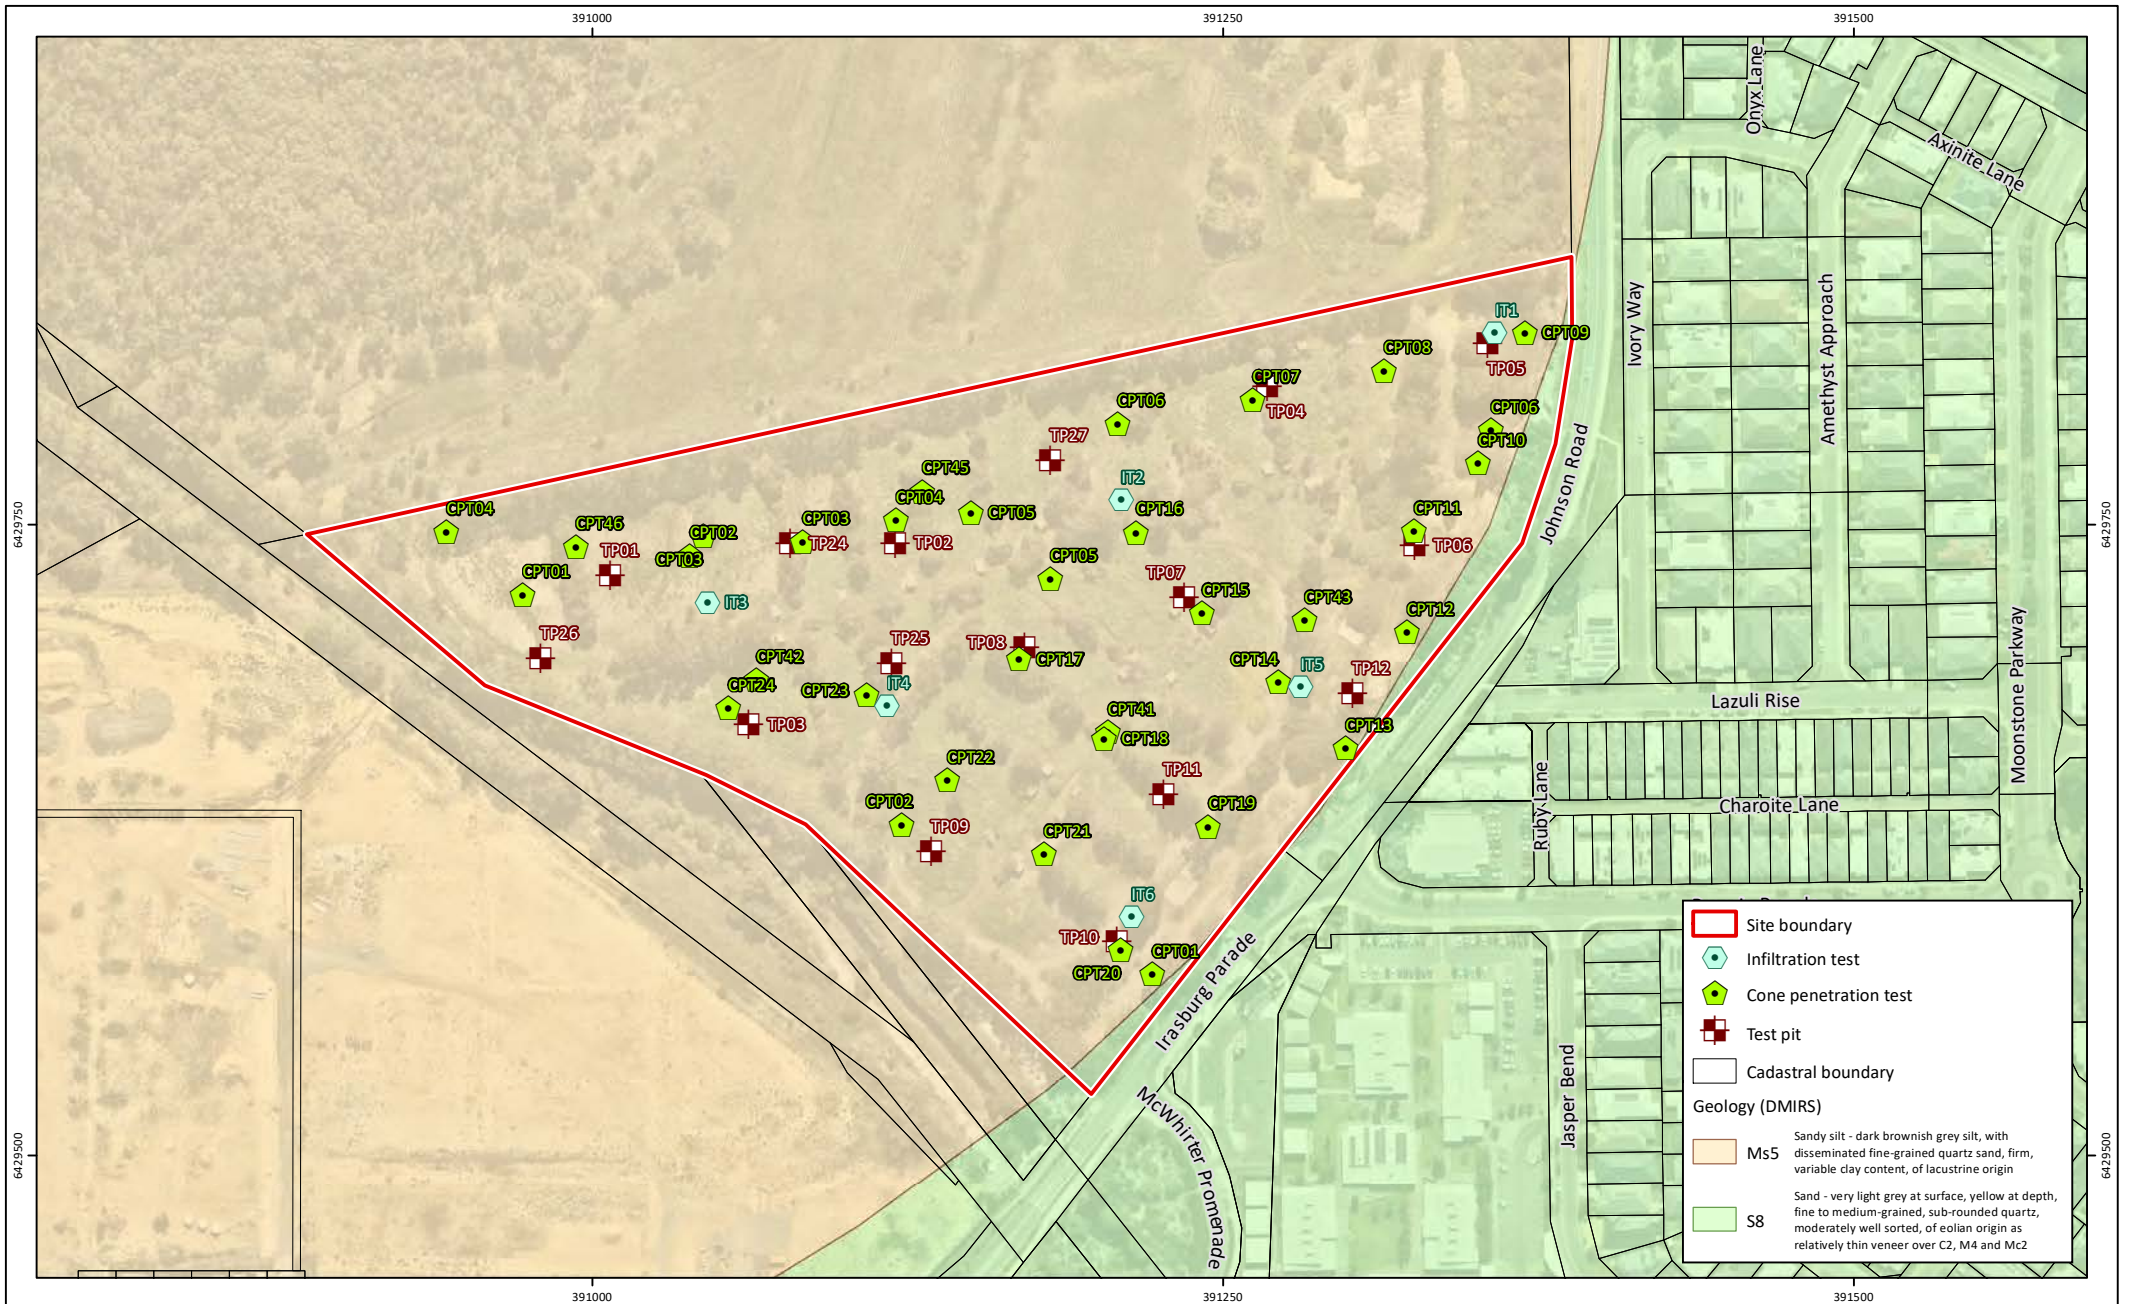 391000
391250
391500
Onyx Lane
Axinite Lane
IT1
CPT09
Ivory Way
Amethyst Approach
CPT08
TP05
CPT07
TP04
CPT06
CPT06
TP27
CPT10
Johnson Road
CPT45
IT2
CPT04
CPT04
CPT05
CPT16
CPT11
6429750
6429750
CPT46
CPT02
CPT03
TP24
TP02
TP06
TP01
CPT03
CPT05
CPT01
TP07
CPT15
IT3
CPT43
CPT12
TP26
TP25
TP08
CPT17
CPT42
CPT14
IT5
TP12
CPT24
CPT23
IT4
Lazuli Rise
Moonstone Parkway
TP03
CPT41
CPT18
CPT13
CPT22
TP11
Ruby Lane
Charoite Lane
CPT02
TP09
CPT19
CPT21
IT6
TP10
CPT20
CPT01
Irasburg Parade
McWhirter Promenade
Jasper Bend
6429500
6429500
Site boundary
Infiltration test
Cone penetration test
Test pit
Cadastral boundary
Geology (DMIRS)
Ms5
Sandy silt - dark brownish grey silt, with
disseminated fine-grained quartz sand, firm,
variable clay content, of lacustrine origin
S8
Sand - very light grey at surface, yellow at depth,
fine to medium-grained, sub-rounded quartz,
moderately well sorted, of eolian origin as
relatively thin veneer over C2, M4 and Mc2
391000
391250
391500